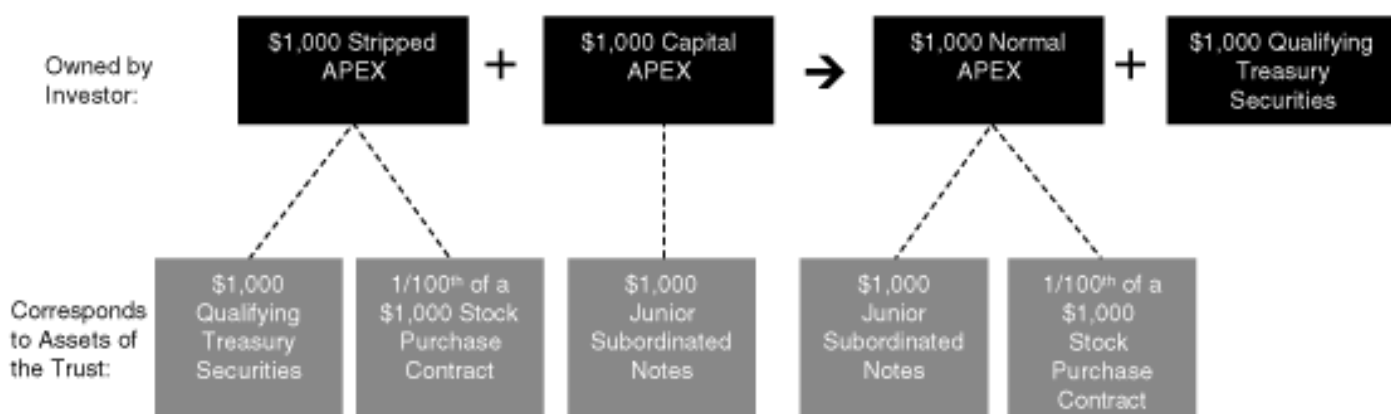 Owned by
Investor:
$1,000 Stripped
APEX
+
$1,000 Capital
APEX
➔
$1,000 Normal
APEX
+
$1,000 Qualifying
Treasury
Securities
Corresponds
to Assets of
the Trust:
$1,000
Qualifying
Treasury
Securities
1/100th of a
$1,000 Stock
Purchase
Contract
$1,000
Junior
Subordinated
Notes
$1,000
Junior
Subordinated
Notes
1/100th of a
$1,000
Stock
Purchase
Contract